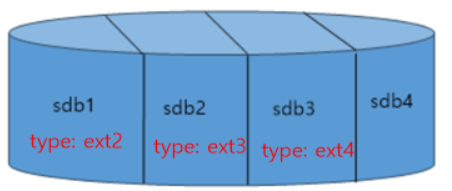 sdb1
type: ext2
sdb2
type: ext3
sdb3
type: ext4
sdb4